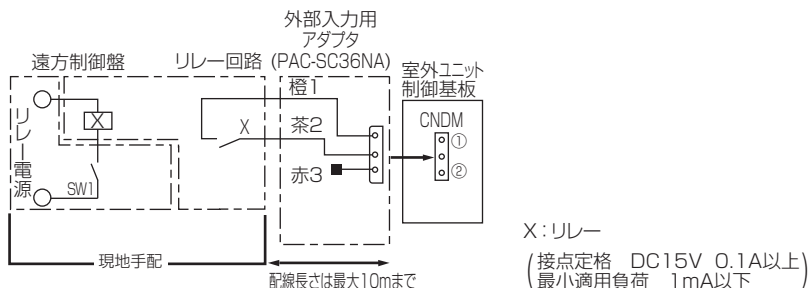 外部入力用
アダプタ
(PAC-SC36NA)
遠方制御盤
リレー回路
室外ユニット
制御基板
橙1
CNDM
①
X
X
茶2
リレー電源
赤3
②
SW1
現地手配
配線長さは最大10mまで
X：リレー
(接点定格 DC15V 0.1A以上
最小適用負荷 1mA以下)